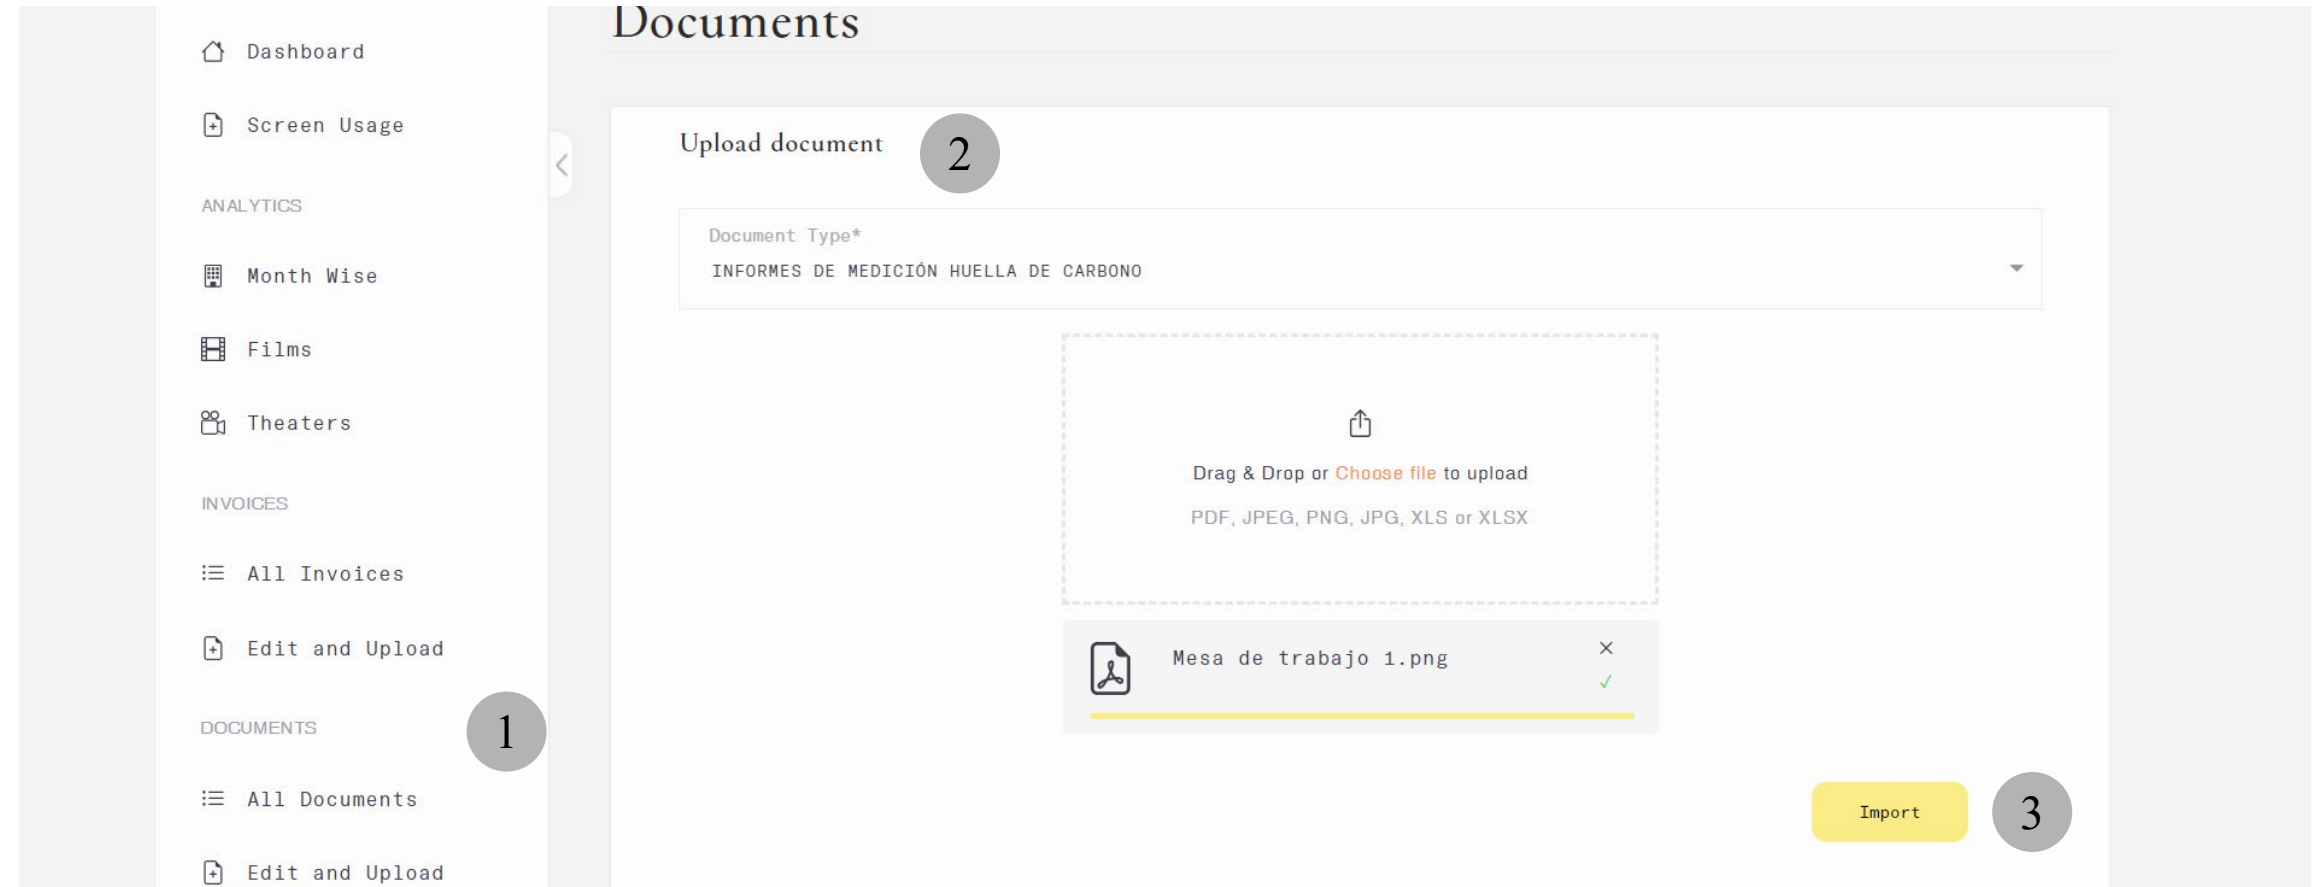 Documents
Dashboard
Screen Usage
ANALYTICS
Month Wise
Films
Theaters
INVOICES
All Invoices
Edit and Upload
DOCUMENTS
1
All Documents
Edit and Upload
Upload document
2
Document Type*
INFORMES DE MEDICIÓN HUELLA DE CARBONO
Drag & Drop or Choose file to upload
PDF, JPEG, PNG, JPG, XLS or XLSX
Mesa de trabajo 1.png
Import
3